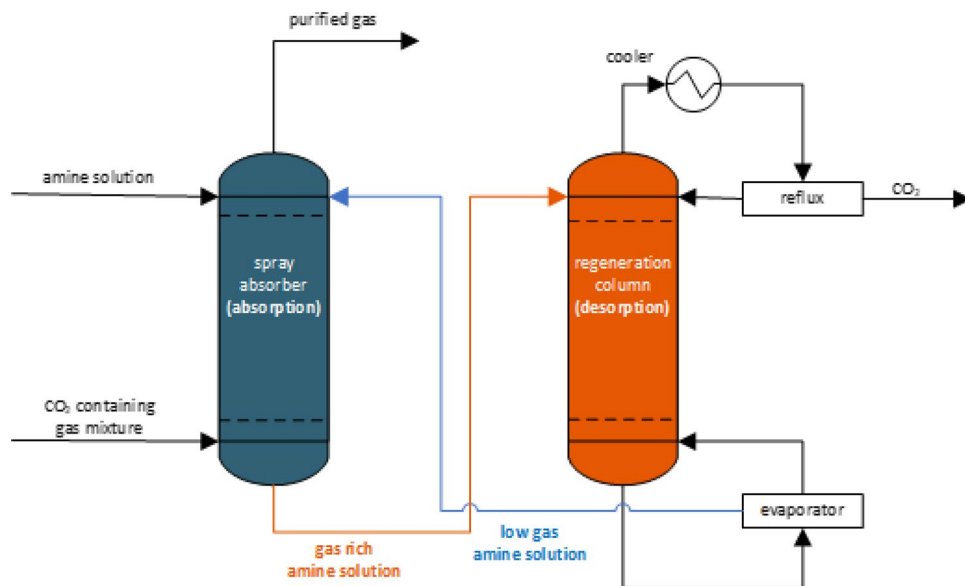 purified gas
cooler
amine solution
CO₂
reflux
spray
absorber
(absorption)
regeneration
column
(desorption)
CO₂ containing
gas mixture
evaporator
low gas
amine solution
gas rich
amine solution